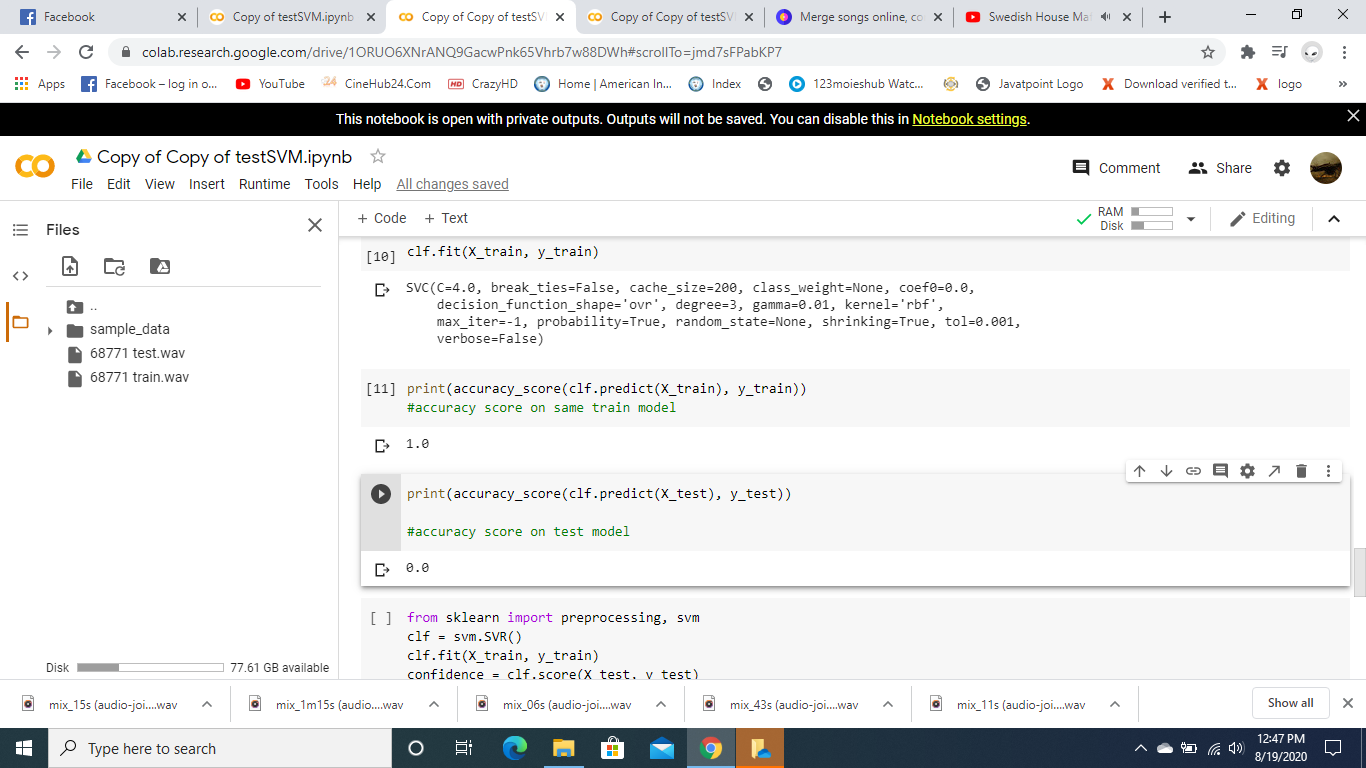 Facebook
Copy of testSVM.ipynb
Copy of Copy of testSV
Copy of Copy of testSV
Merge songs online, co
Swedish House Ma
colab.research.google.com/drive/1ORUO6XNrANQ9GacwPnk65Vhrb7w88DWh#scrollTo=jmd7sFPabKP7
Apps
Facebook – log in o...
YouTube
CineHub24.Com
CrazyHD
Home | American In...
Index
123moieshub Watc...
Javatpoint Logo
Download verified t...
logo
This notebook is open with private outputs. Outputs will not be saved. You can disable this in Notebook settings.
Copy of Copy of testSVM.ipynb
File Edit View Insert Runtime Tools Help All changes saved
Comment
Share
Files
+ Code + Text
RAM
Disk
Editing
..
sample_data
68771 test.wav
68771 train.wav
Disk 77.61 GB available
[10] clf.fit(X_train, y_train)
SVC(C=4.0, break_ties=False, cache_size=200, class_weight=None, coef0=0.0,
decision_function_shape='ovr', degree=3, gamma=0.01, kernel='rbf',
max_iter=-1, probability=True, random_state=None, shrinking=True, tol=0.001,
verbose=False)
[11] print(accuracy_score(clf.predict(X_train), y_train))
#accuracy score on same train model
1.0
print(accuracy_score(clf.predict(X_test), y_test))
#accuracy score on test model
0.0
[ ] from sklearn import preprocessing, svm
clf = svm.SVR()
clf.fit(X_train, y_train)
confidence = clf.score(X_test, y_test)
mix_15s (audio-joi....wav
mix_1m15s (audio....wav
mix_06s (audio-joi....wav
mix_43s (audio-joi....wav
mix_11s (audio-joi....wav
Show all
Type here to search
12:47 PM
8/19/2020